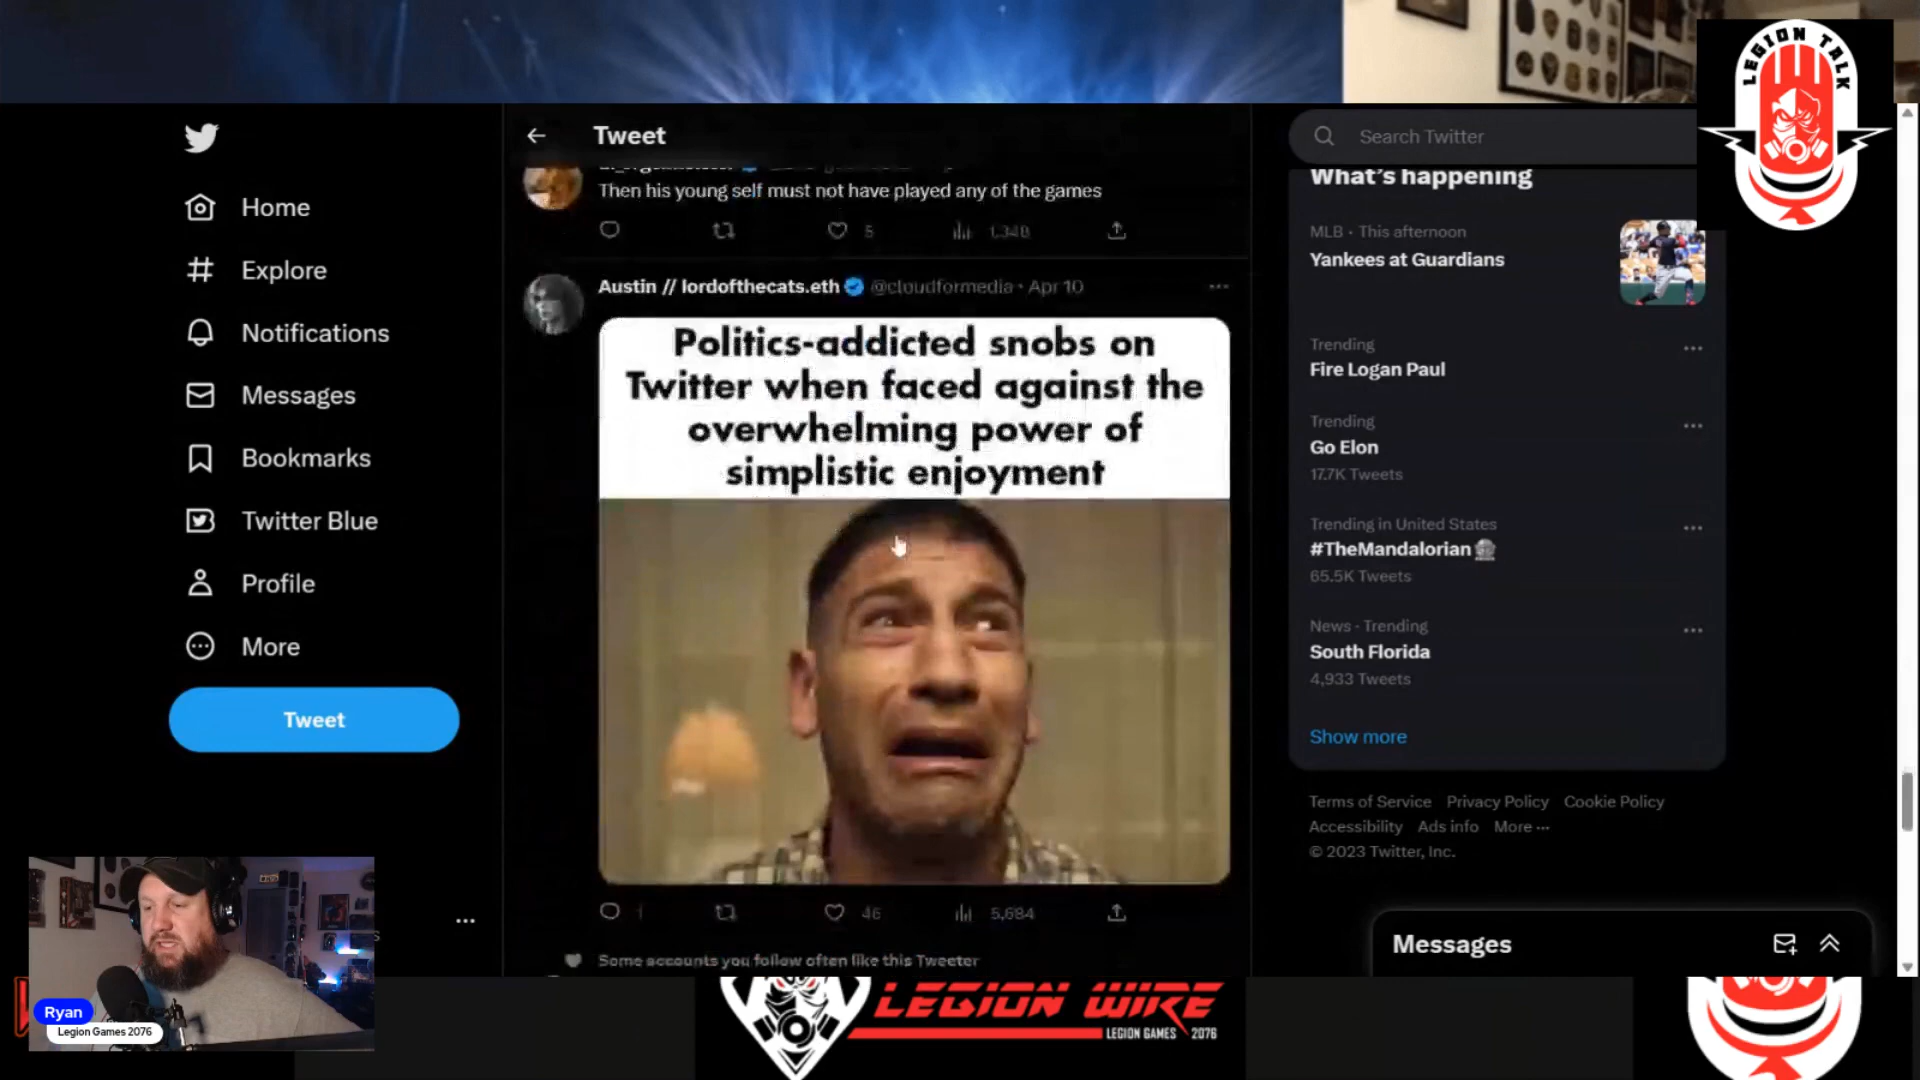 LEGION TALK
Tweet
Search Twitter
Then his young self must not have played any of the games
5
1,340
Home
Explore
Notifications
Messages
Bookmarks
Twitter Blue
Profile
More
Tweet
Austin // lordofthecats.eth @cloudformedia · Apr 10
Politics-addicted snobs on
Twitter when faced against the
overwhelming power of
simplistic enjoyment
1
46
5,684
Some accounts you follow often like this Tweeter
What's happening
MLB · This afternoon
Yankees at Guardians
Trending
Fire Logan Paul
Trending
Go Elon
17.7K Tweets
Trending in United States
#TheMandalorian
65.5K Tweets
News · Trending
South Florida
4,933 Tweets
Show more
Terms of Service Privacy Policy Cookie Policy
Accessibility Ads info More ···
© 2023 Twitter, Inc.
Messages
Ryan
Legion Games 2076
LEGION WIRE
LEGION GAMES 2076